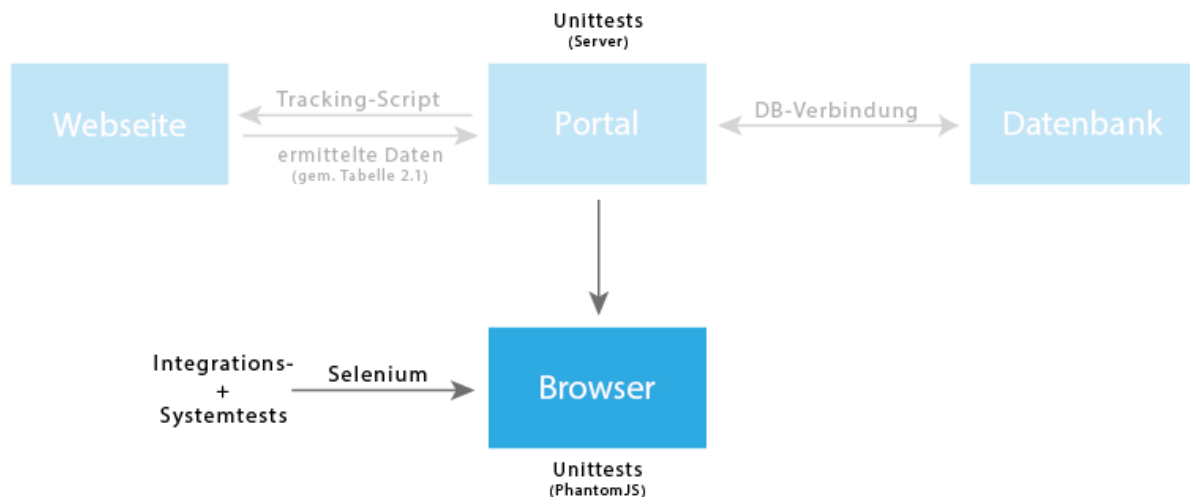 Unittests
(Server)
Webseite
Tracking-Script
ermittelte Daten
(gem. Tabelle 2.1)
Portal
DB-Verbindung
Datenbank
Integrations-
+
Systemtests
Selenium
Browser
Unittests
(PhantomJS)